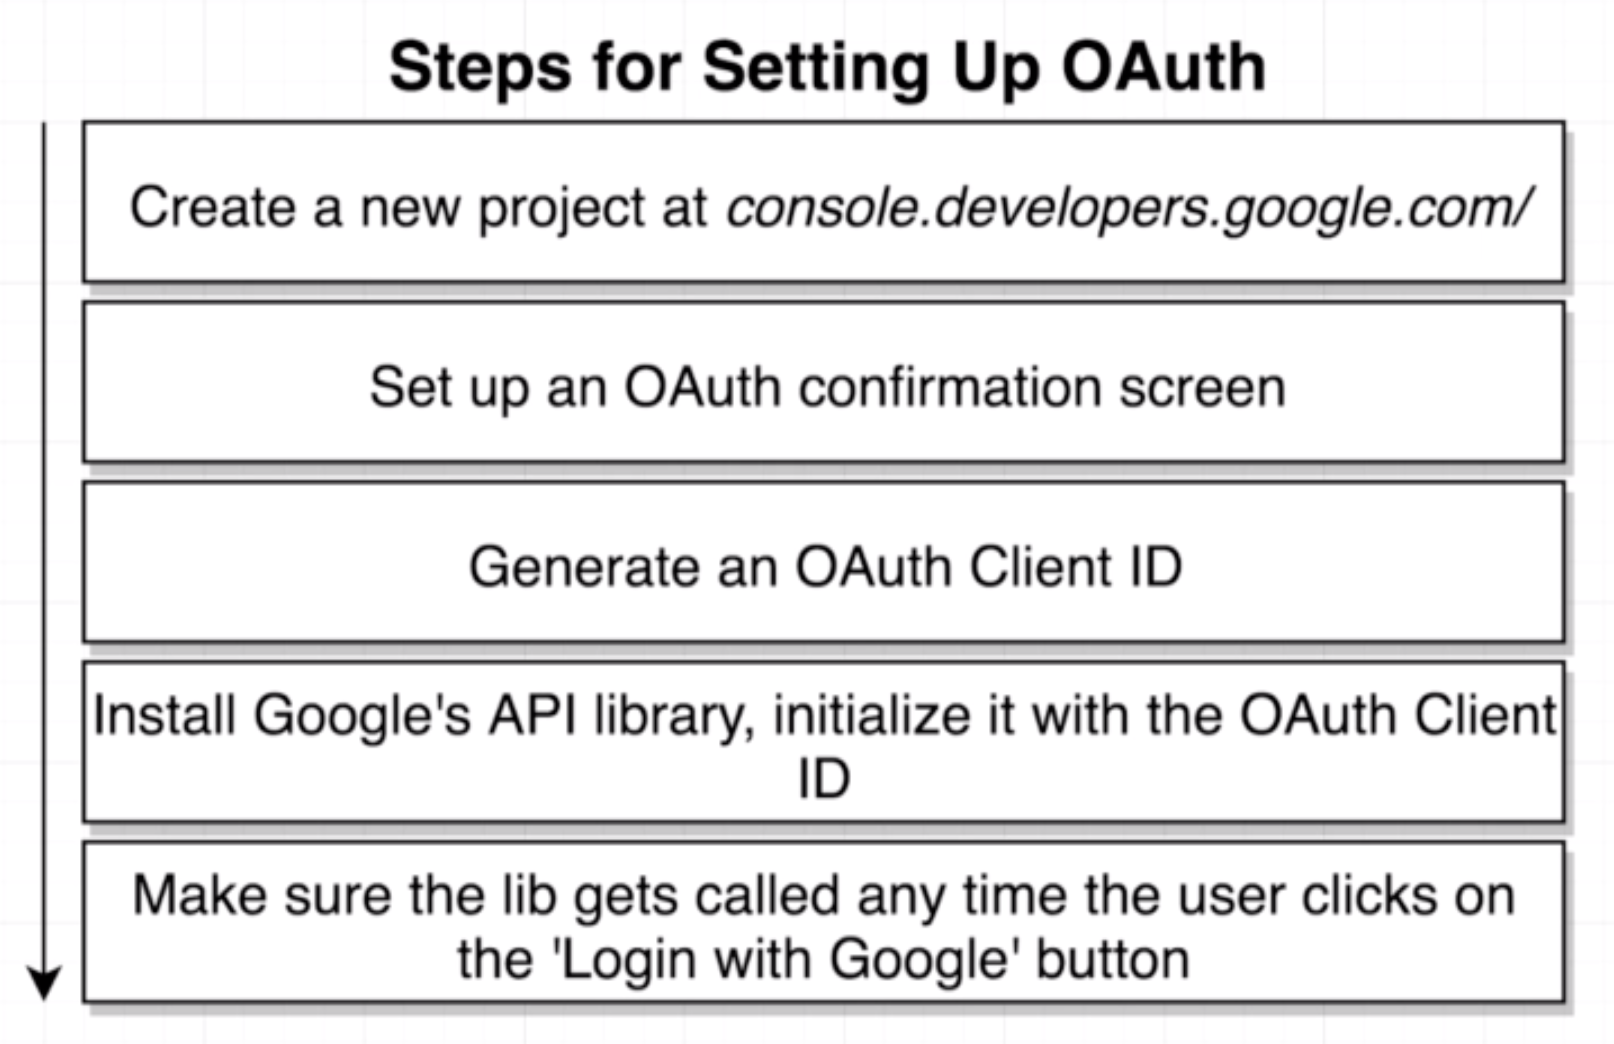 Steps for Setting Up OAuth
Create a new project at console.developers.google.com/
Set up an OAuth confirmation screen
Generate an OAuth Client ID
Install Google's API library, initialize it with the OAuth Client
ID
Make sure the lib gets called any time the user clicks on
the 'Login with Google' button